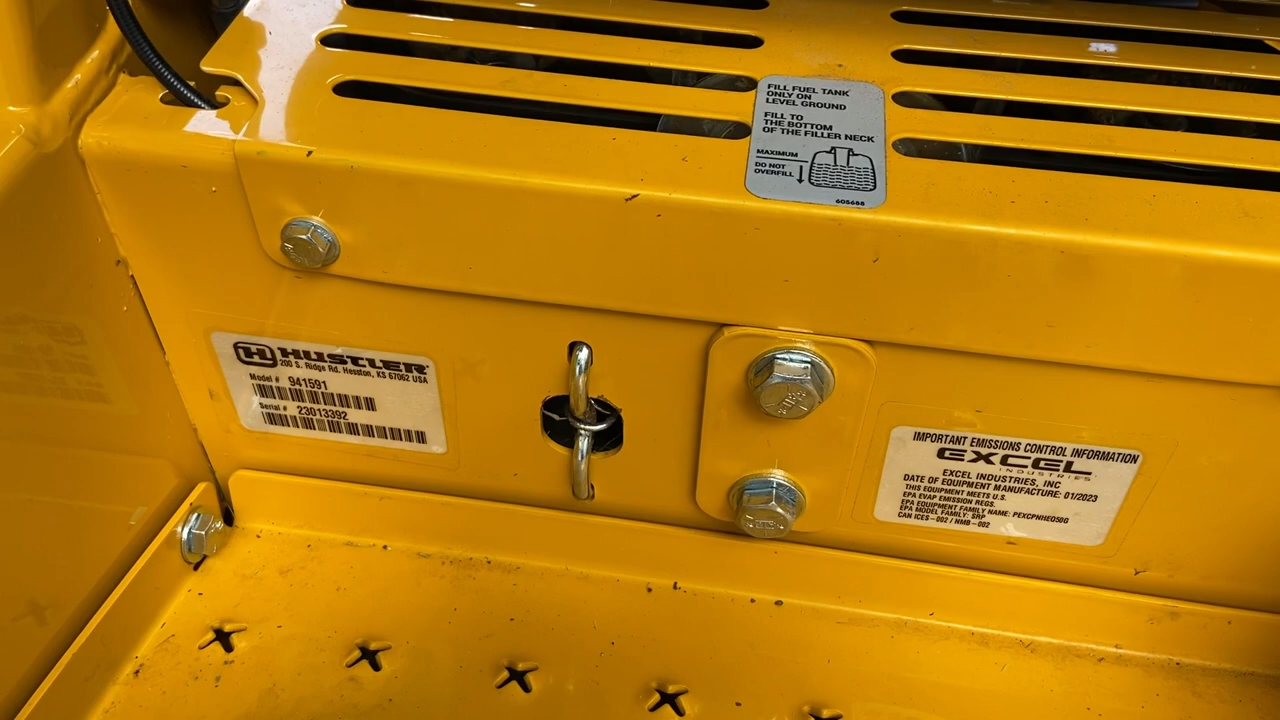 FILL FUEL TANK
ONLY ON
LEVEL GROUND
FILL TO
THE BOTTOM
OF THE FILLER NECK
MAXIMUM
DO NOT
OVERFILL
605688
H HUSTLER
200 S. Ridge Rd. Hesston, KS 67062 USA
Model # 941591
Serial # 23013392
IMPORTANT EMISSIONS CONTROL INFORMATION
EXCEL
INDUSTRIES
EXCEL INDUSTRIES, INC
DATE OF EQUIPMENT MANUFACTURE: 01/2023
THIS EQUIPMENT MEETS U.S.
EPA EVAP EMISSION REGS.
EPA EQUIPMENT FAMILY NAME: PEXCPNHEQ50G
EPA MODEL FAMILY: SRP
CAN ICES-002 / NMB-002